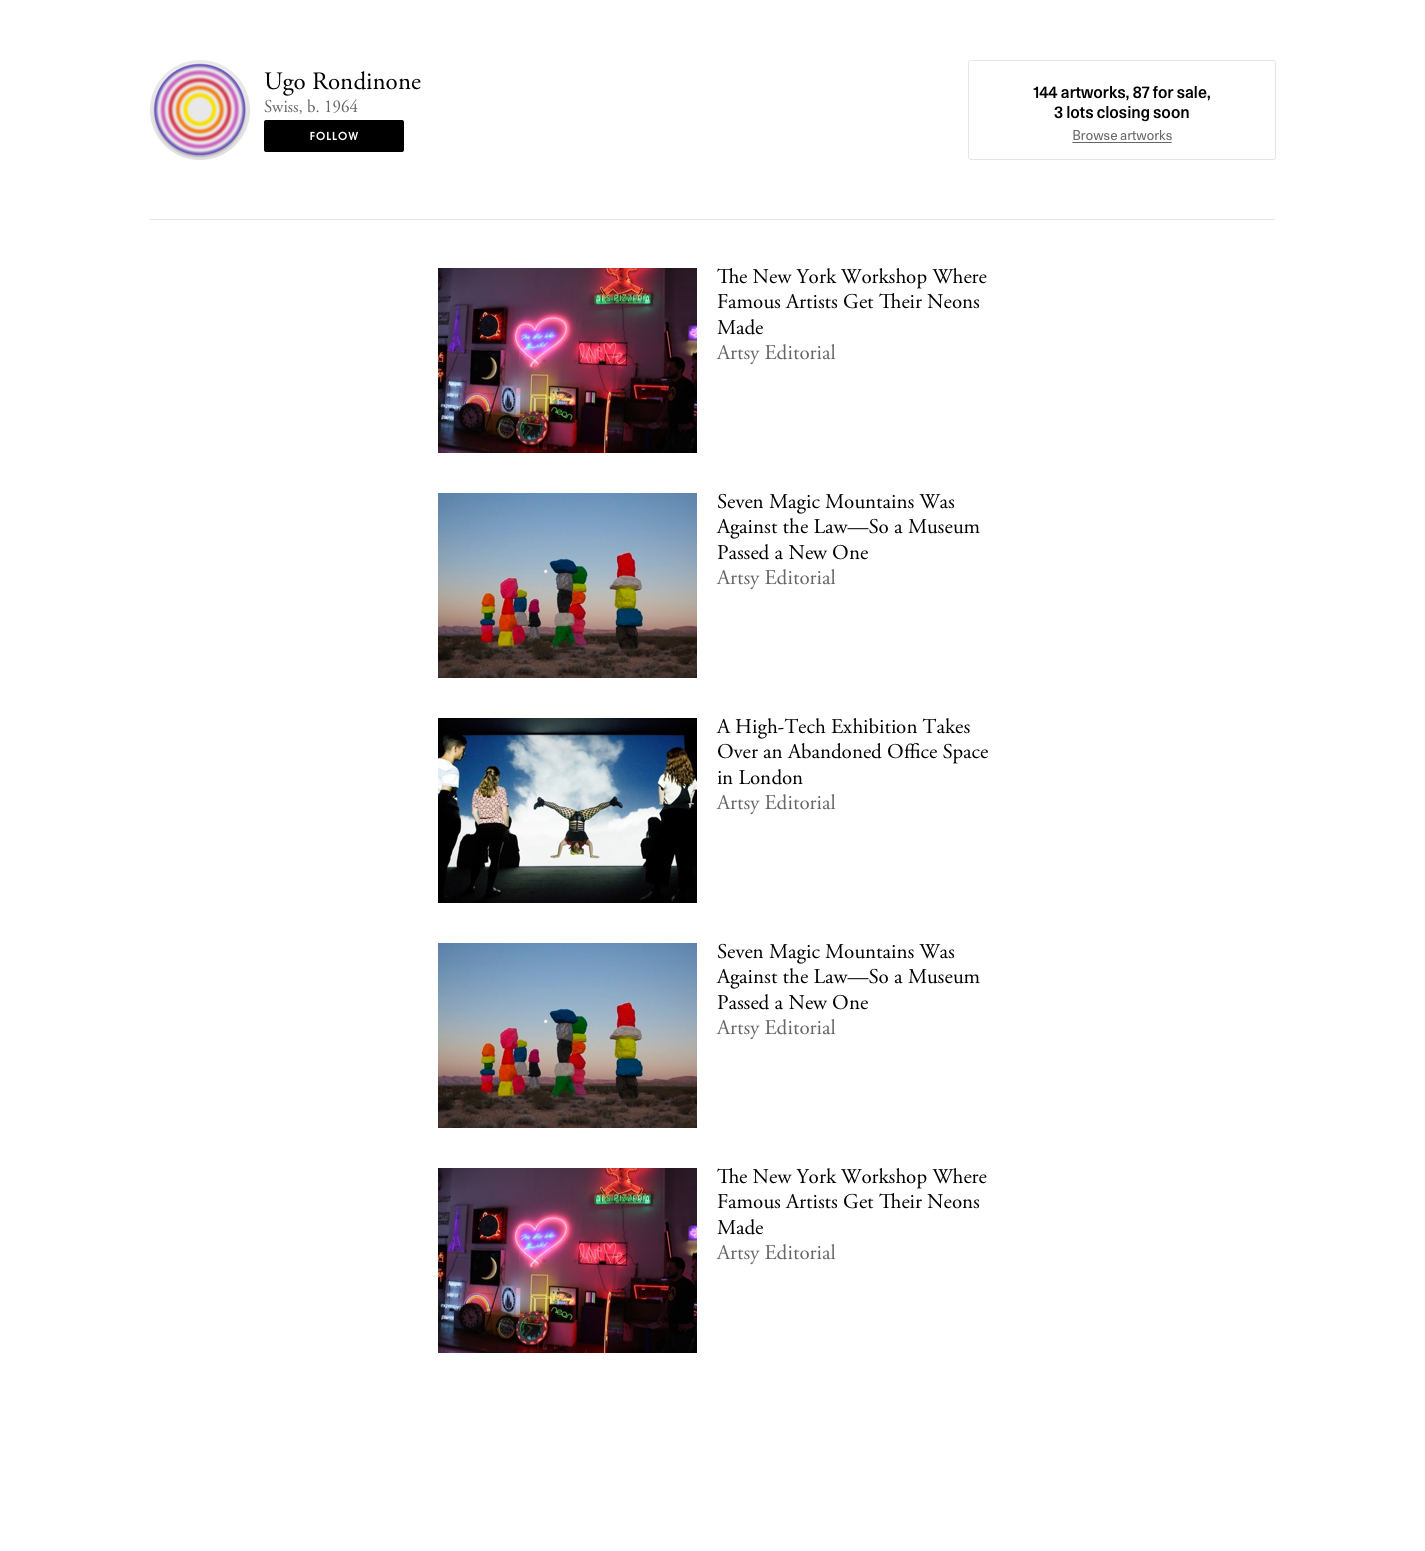 Ugo Rondinone
Swiss, b. 1964
FOLLOW
144 artworks, 87 for sale,
3 lots closing soon
Browse artworks
The New York Workshop Where
Famous Artists Get Their Neons
Made
Artsy Editorial
Seven Magic Mountains Was
Against the Law—So a Museum
Passed a New One
Artsy Editorial
A High-Tech Exhibition Takes
Over an Abandoned Office Space
in London
Artsy Editorial
Seven Magic Mountains Was
Against the Law—So a Museum
Passed a New One
Artsy Editorial
The New York Workshop Where
Famous Artists Get Their Neons
Made
Artsy Editorial